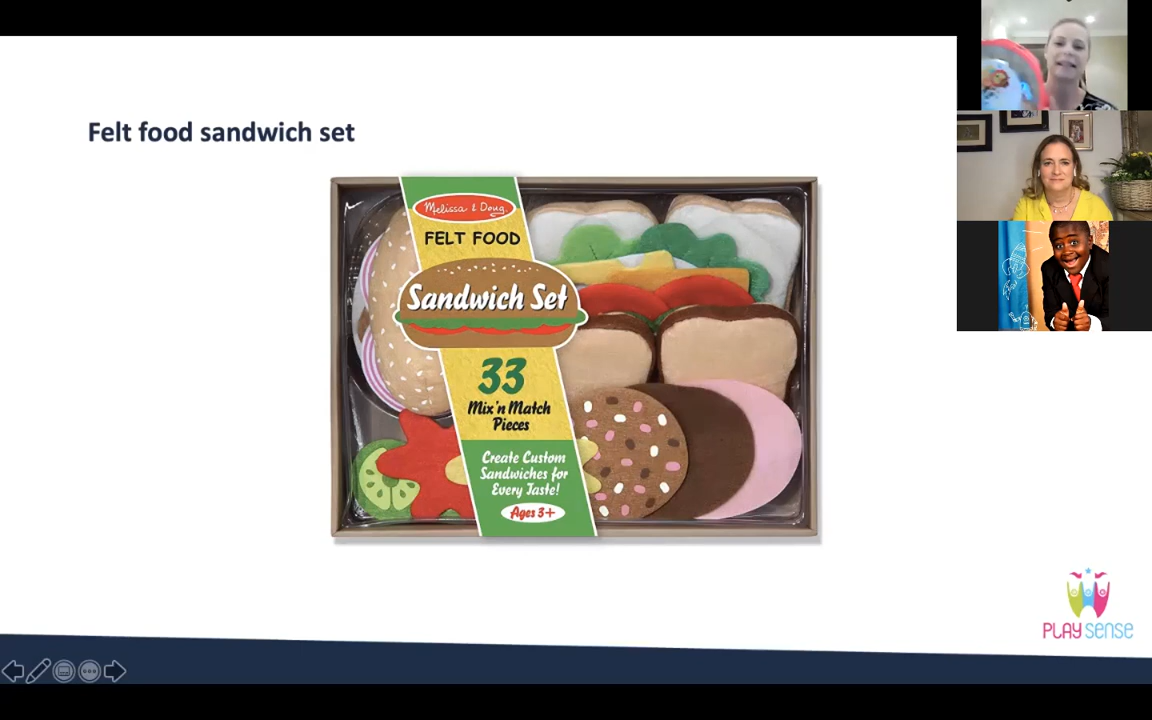 Felt food sandwich set
Melissa & Doug
FELT FOOD
Sandwich Set
33
Mix'n Match
Pieces
Create Custom
Sandwiches for
Every Taste!
Ages 3+
PLAY SENSE